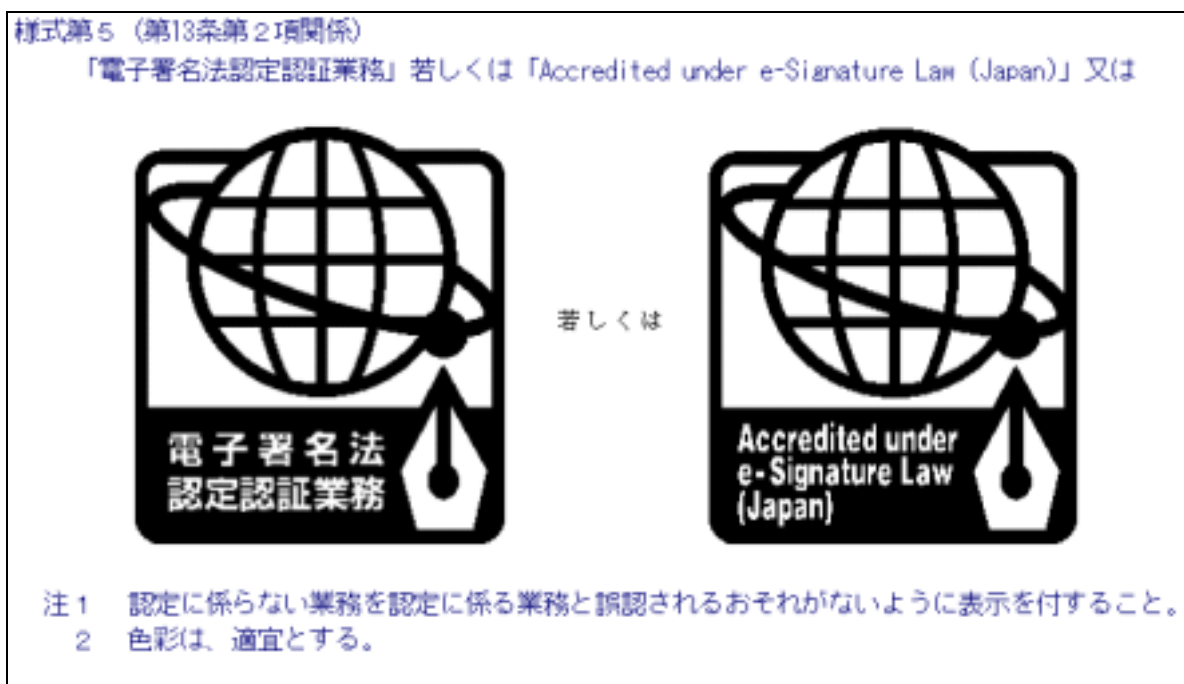 様式第５（第13条第２項関係）
「電子署名法認定認証業務」若しくは「Accredited under e-Signature Law (Japan)」又は
電子署名法
認定認証業務
若しくは
Accredited under
e-Signature Law
(Japan)
注１　認定に係らない業務を認定に係る業務と誤認されるおそれがないように表示を付すること。
２　色彩は、適宜とする。